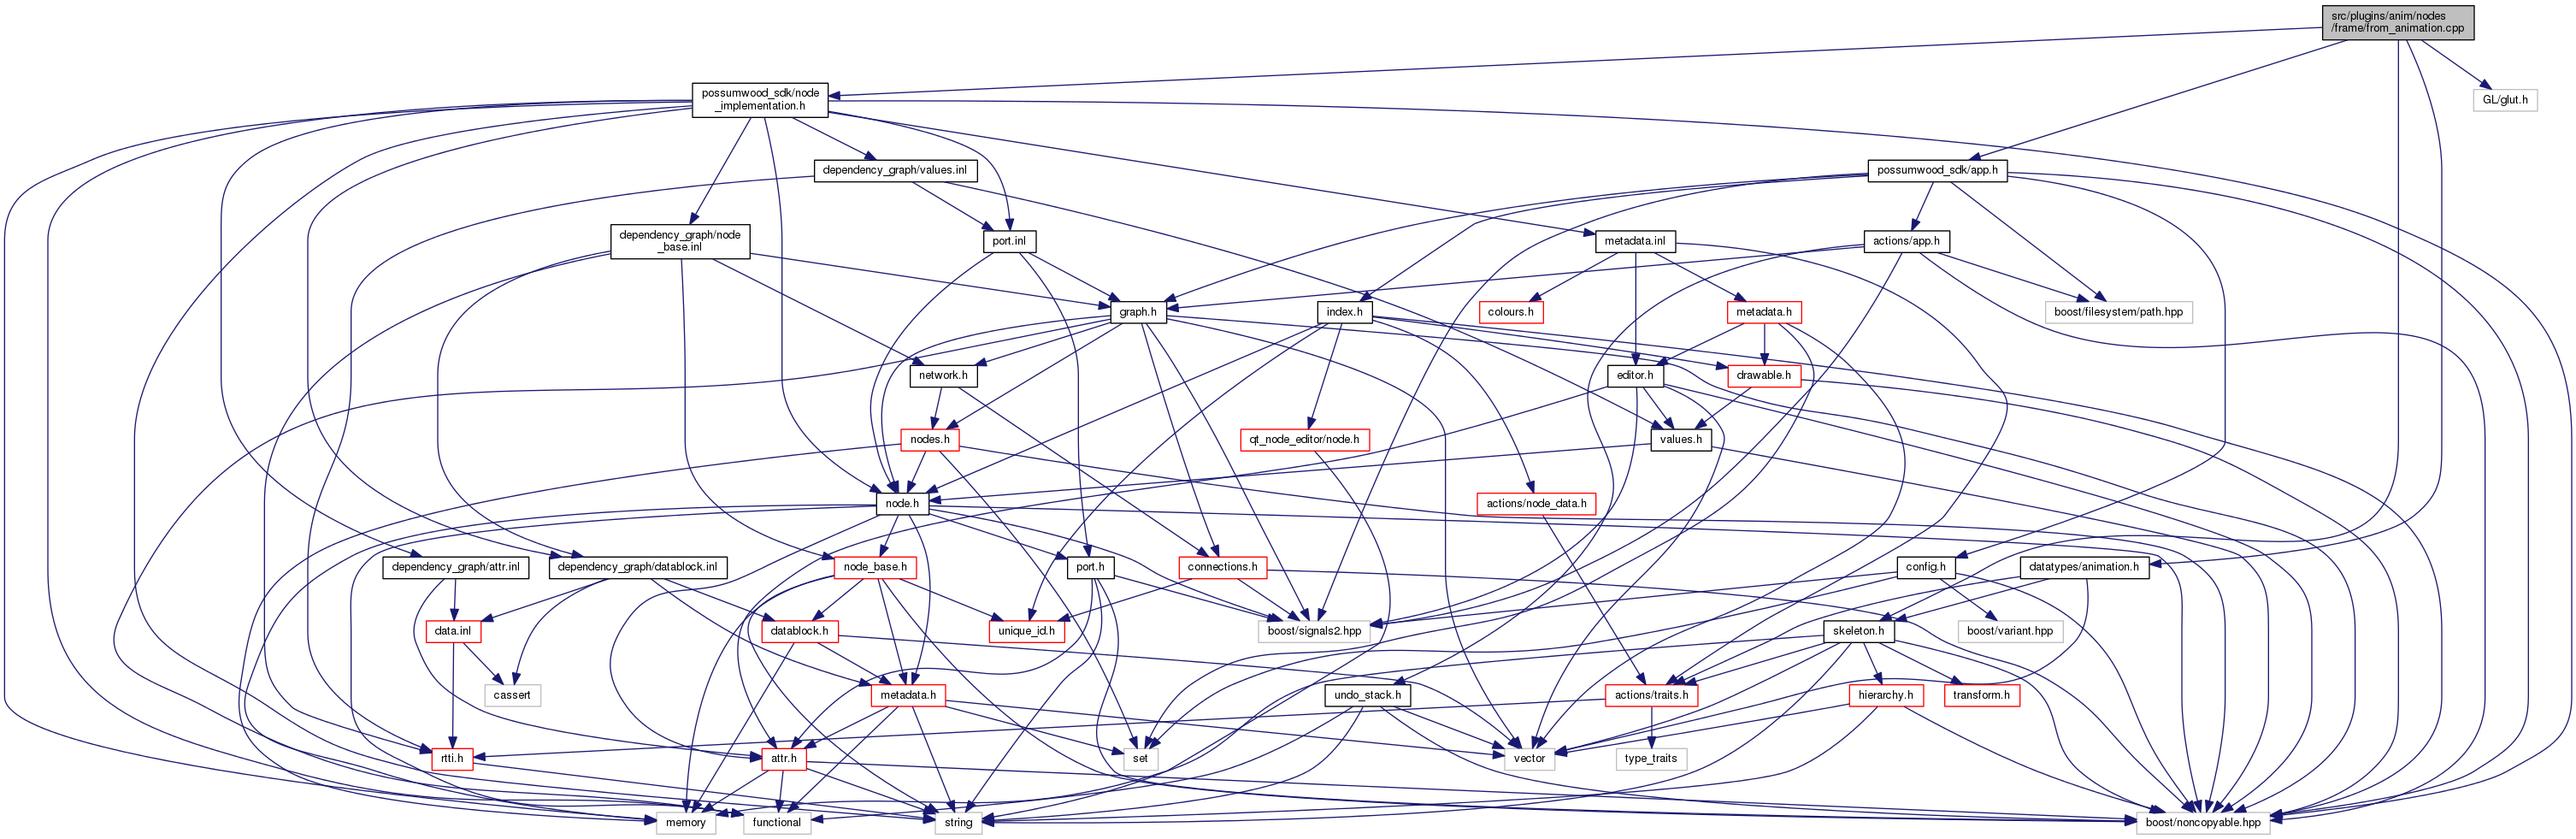 src/plugins/anim/nodes
/frame/from_animation.cpp
possumwood_sdk/node
_implementation.h
GL/glut.h
dependency_graph/values.inl
possumwood_sdk/app.h
dependency_graph/node
_base.inl
port.inl
metadata.inl
actions/app.h
graph.h
index.h
colours.h
metadata.h
boost/filesystem/path.hpp
network.h
editor.h
drawable.h
nodes.h
qt_node_editor/node.h
values.h
node.h
actions/node_data.h
dependency_graph/attr.inl
dependency_graph/datablock.inl
node_base.h
port.h
connections.h
config.h
datatypes/animation.h
data.inl
datablock.h
unique_id.h
boost/signals2.hpp
skeleton.h
boost/variant.hpp
cassert
metadata.h
undo_stack.h
actions/traits.h
hierarchy.h
transform.h
rtti.h
attr.h
set
vector
type_traits
memory
functional
string
boost/noncopyable.hpp